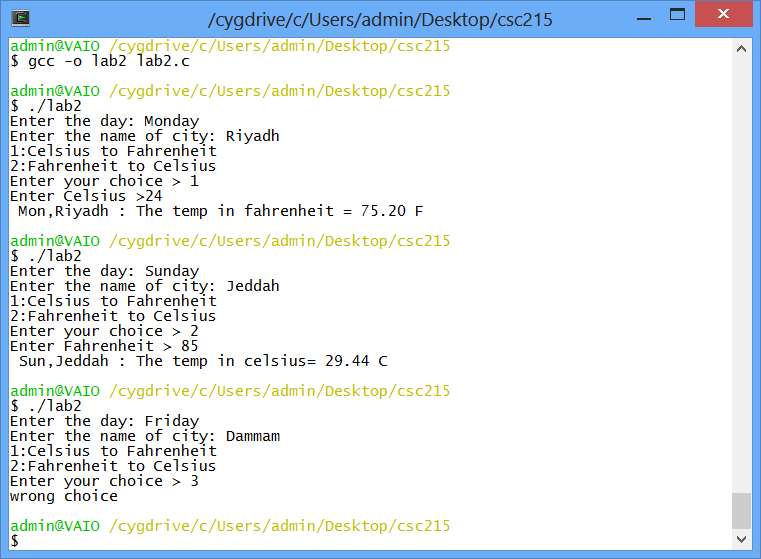 /cygdrive/c/Users/admin/Desktop/csc215
admin@VAIO /cygdrive/c/Users/admin/Desktop/csc215
$ gcc -o lab2 lab2.c
admin@VAIO /cygdrive/c/Users/admin/Desktop/csc215
$ ./lab2
Enter the day: Monday
Enter the name of city: Riyadh
1:Celsius to Fahrenheit
2:Fahrenheit to Celsius
Enter your choice > 1
Enter Celsius >24
 Mon,Riyadh : The temp in fahrenheit = 75.20 F
admin@VAIO /cygdrive/c/Users/admin/Desktop/csc215
$ ./lab2
Enter the day: Sunday
Enter the name of city: Jeddah
1:Celsius to Fahrenheit
2:Fahrenheit to Celsius
Enter your choice > 2
Enter Fahrenheit > 85
 Sun,Jeddah : The temp in celsius= 29.44 C
admin@VAIO /cygdrive/c/Users/admin/Desktop/csc215
$ ./lab2
Enter the day: Friday
Enter the name of city: Dammam
1:Celsius to Fahrenheit
2:Fahrenheit to Celsius
Enter your choice > 3
wrong choice
admin@VAIO /cygdrive/c/Users/admin/Desktop/csc215
$